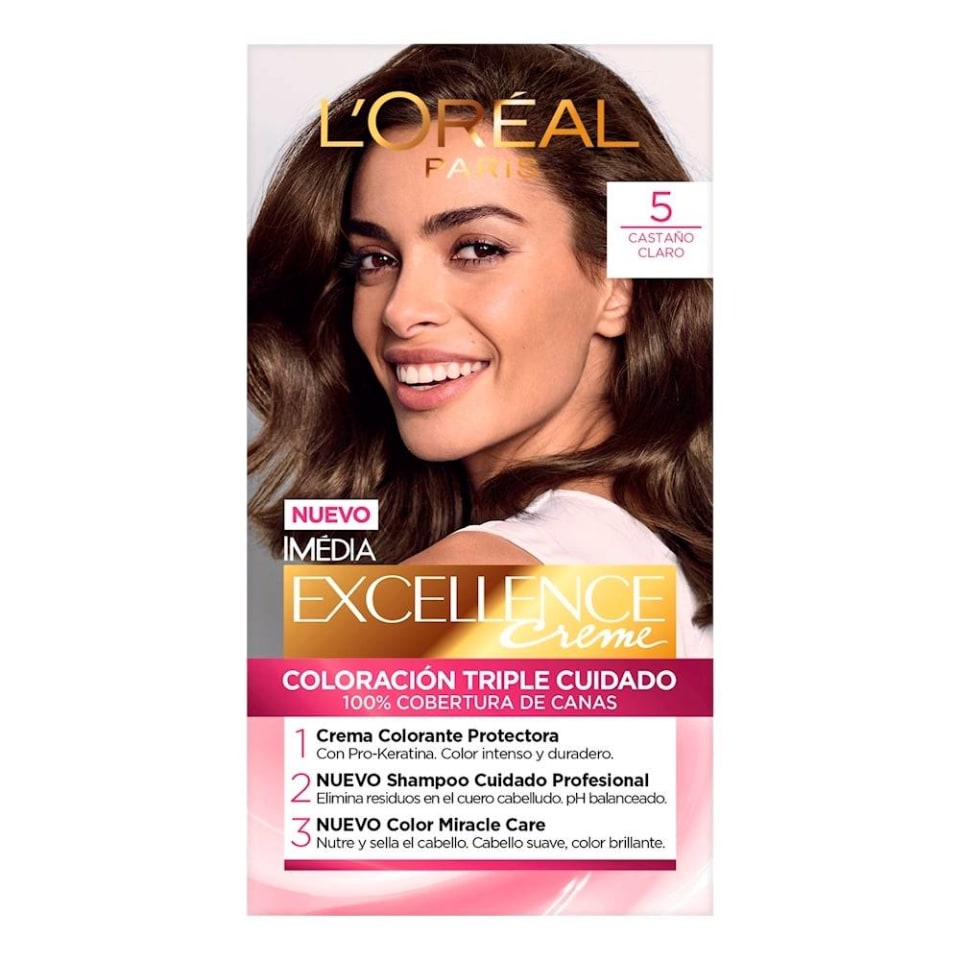 L'ORÉAL
PARIS
5
CASTAÑO
CLARO
NUEVO
IMÉDIA
EXCELLENCE
Creme
COLORACIÓN TRIPLE CUIDADO
100% COBERTURA DE CANAS
1 Crema Colorante Protectora
Con Pro-Keratina. Color intenso y duradero.
2 NUEVO Shampoo Cuidado Profesional
Elimina residuos en el cuero cabelludo. pH balanceado.
3 NUEVO Color Miracle Care
Nutre y sella el cabello. Cabello suave, color brillante.